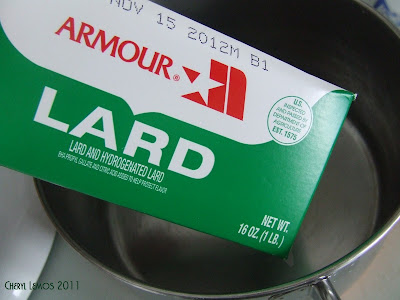 NOV 15 2012M B1
ARMOUR®
U.S.
INSPECTED
AND PASSED BY
DEPARTMENT OF
AGRICULTURE
EST. 1575
LARD
LARD AND HYDROGENATED LARD
BHA, PROPYL GALLATE AND CITRIC ACID ADDED TO HELP PROTECT FLAVOR
NET WT.
16 OZ. (1 LB.)
CHERYL LEMOS 2011